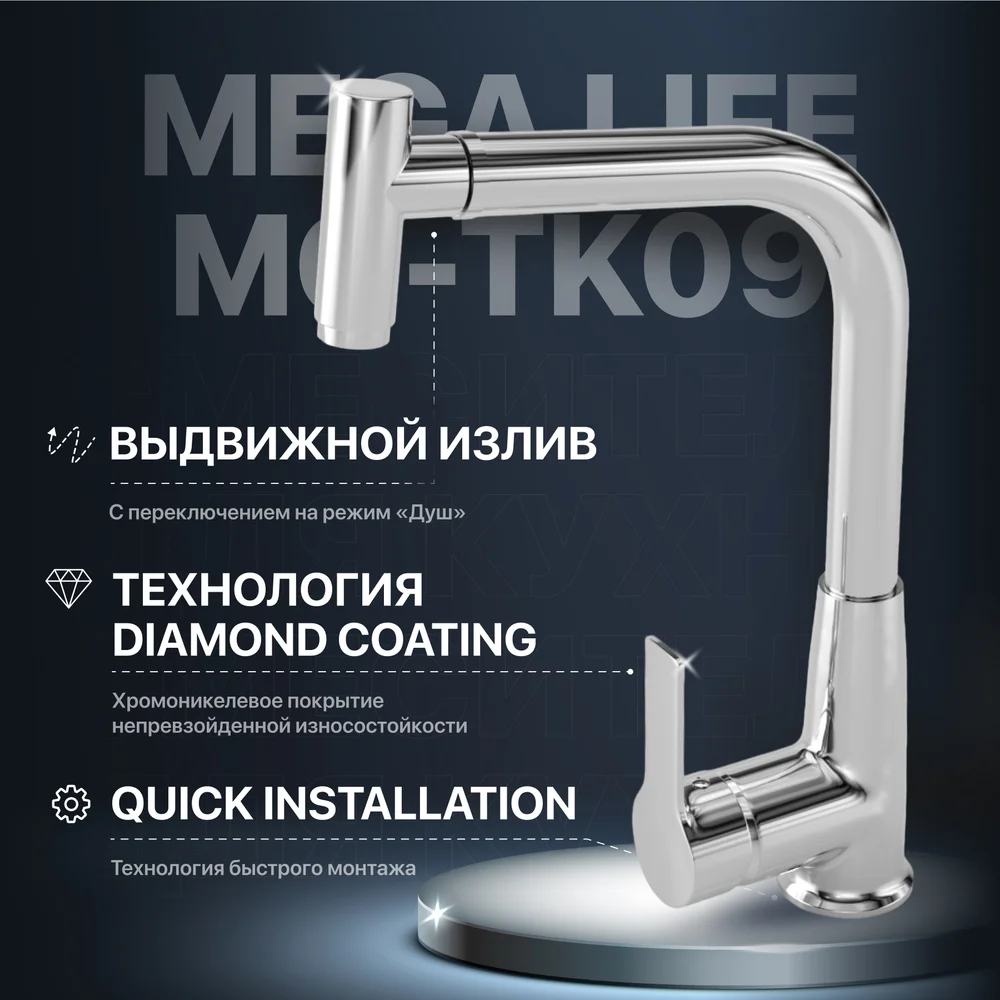 MEGA LIFE
MC-TK09
ВЫДВИЖНОЙ ИЗЛИВ
С переключением на режим «Душ»
ТЕХНОЛОГИЯ
DIAMOND COATING
Хромоникелевое покрытие
непревзойденной износостойкости
QUICK INSTALLATION
Технология быстрого монтажа